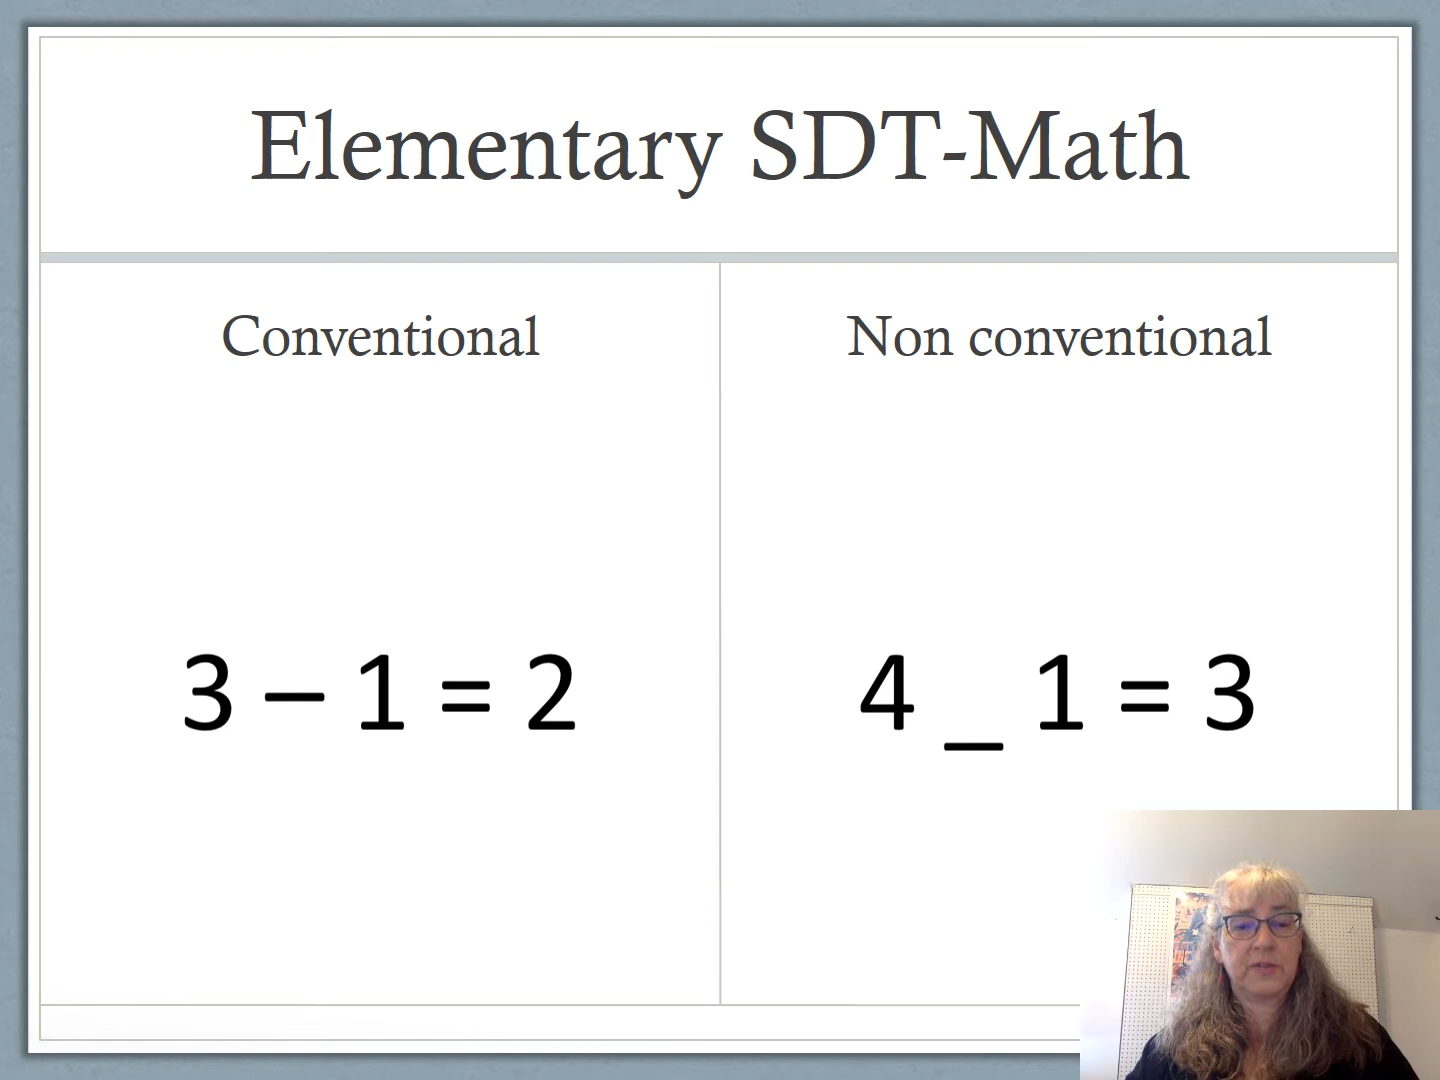 Elementary SDT-Math
Conventional
Non conventional
3 – 1 = 2
4 _ 1 = 3